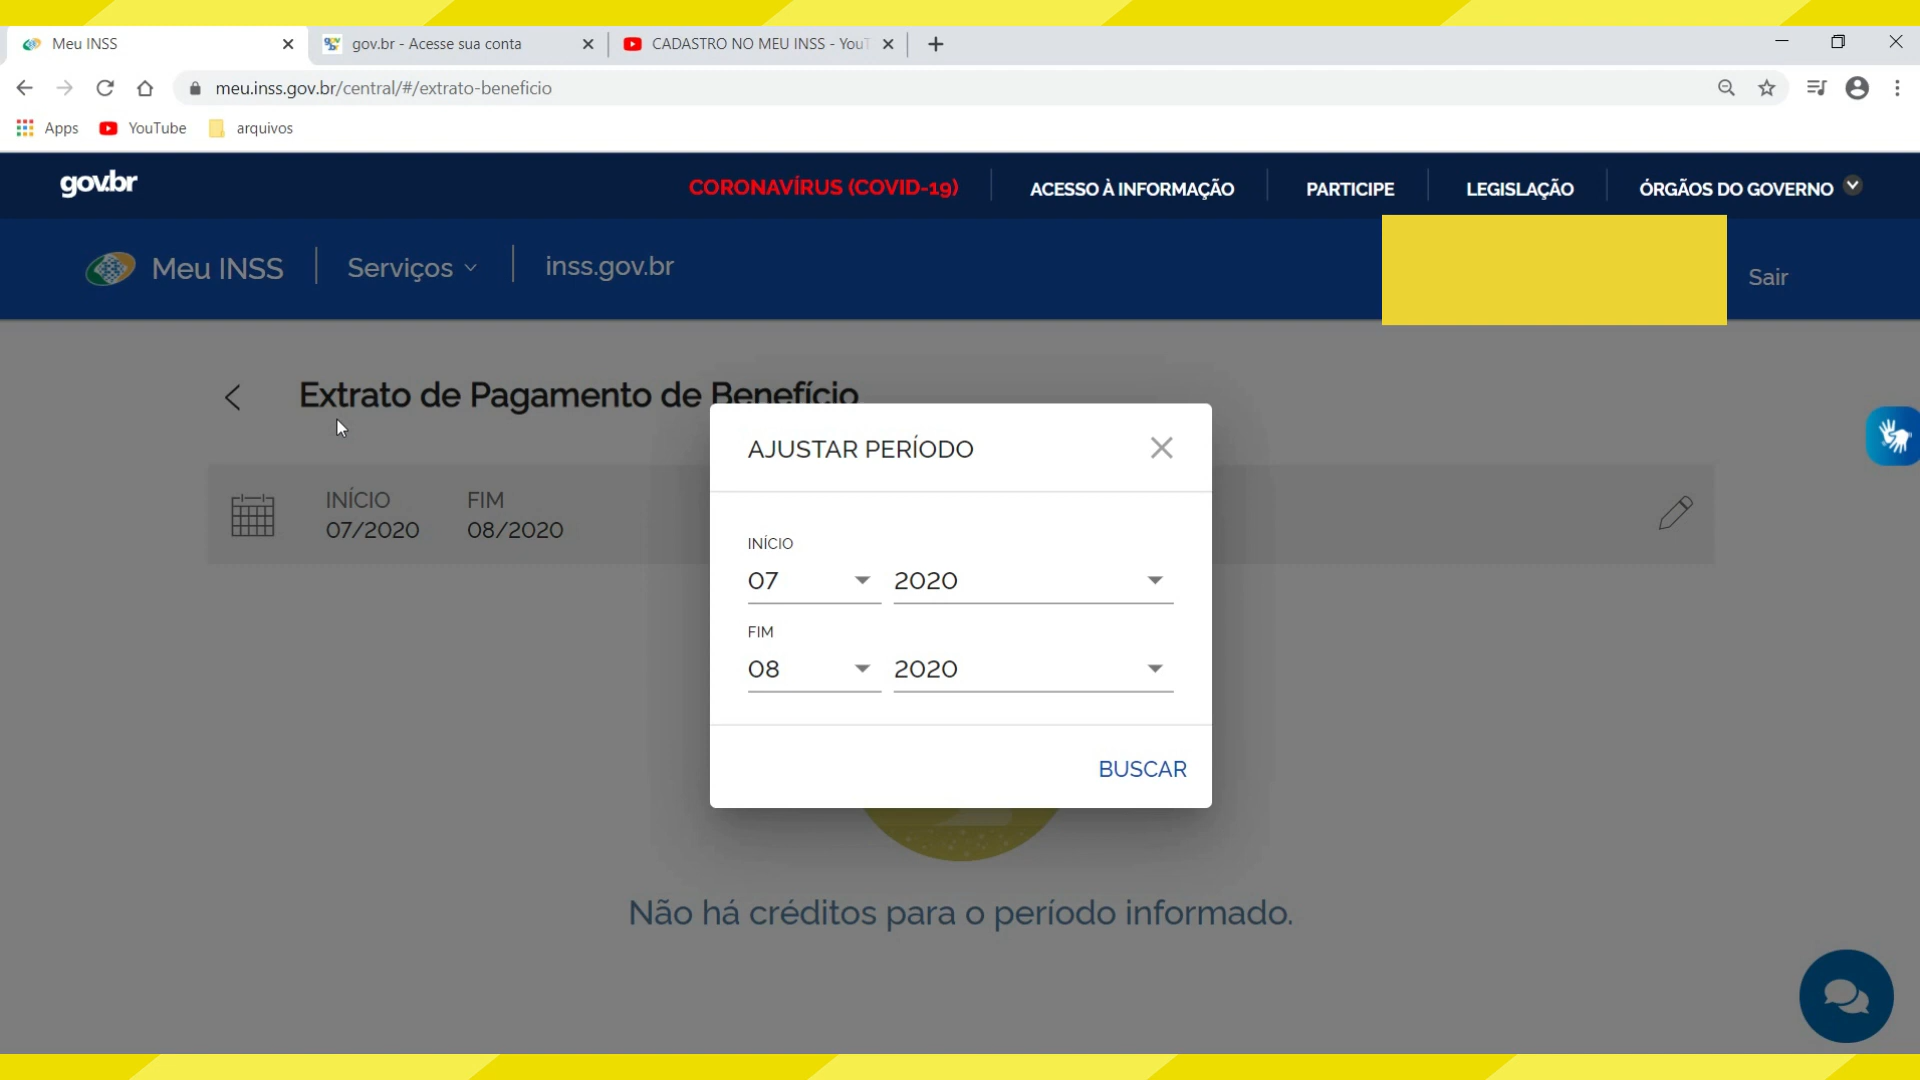 Meu INSS
gov.br - Acesse sua conta
CADASTRO NO MEU INSS - You
meu.inss.gov.br/central/#/extrato-beneficio
Apps YouTube arquivos
gov.br
CORONAVÍRUS (COVID-19)
ACESSO À INFORMAÇÃO
PARTICIPE
LEGISLAÇÃO
ÓRGÃOS DO GOVERNO
Meu INSS
Serviços
inss.gov.br
Sair
Extrato de Pagamento de Benefício
INÍCIO FIM
07/2020 08/2020
AJUSTAR PERÍODO
INÍCIO
07 2020
FIM
08 2020
BUSCAR
Não há créditos para o período informado.